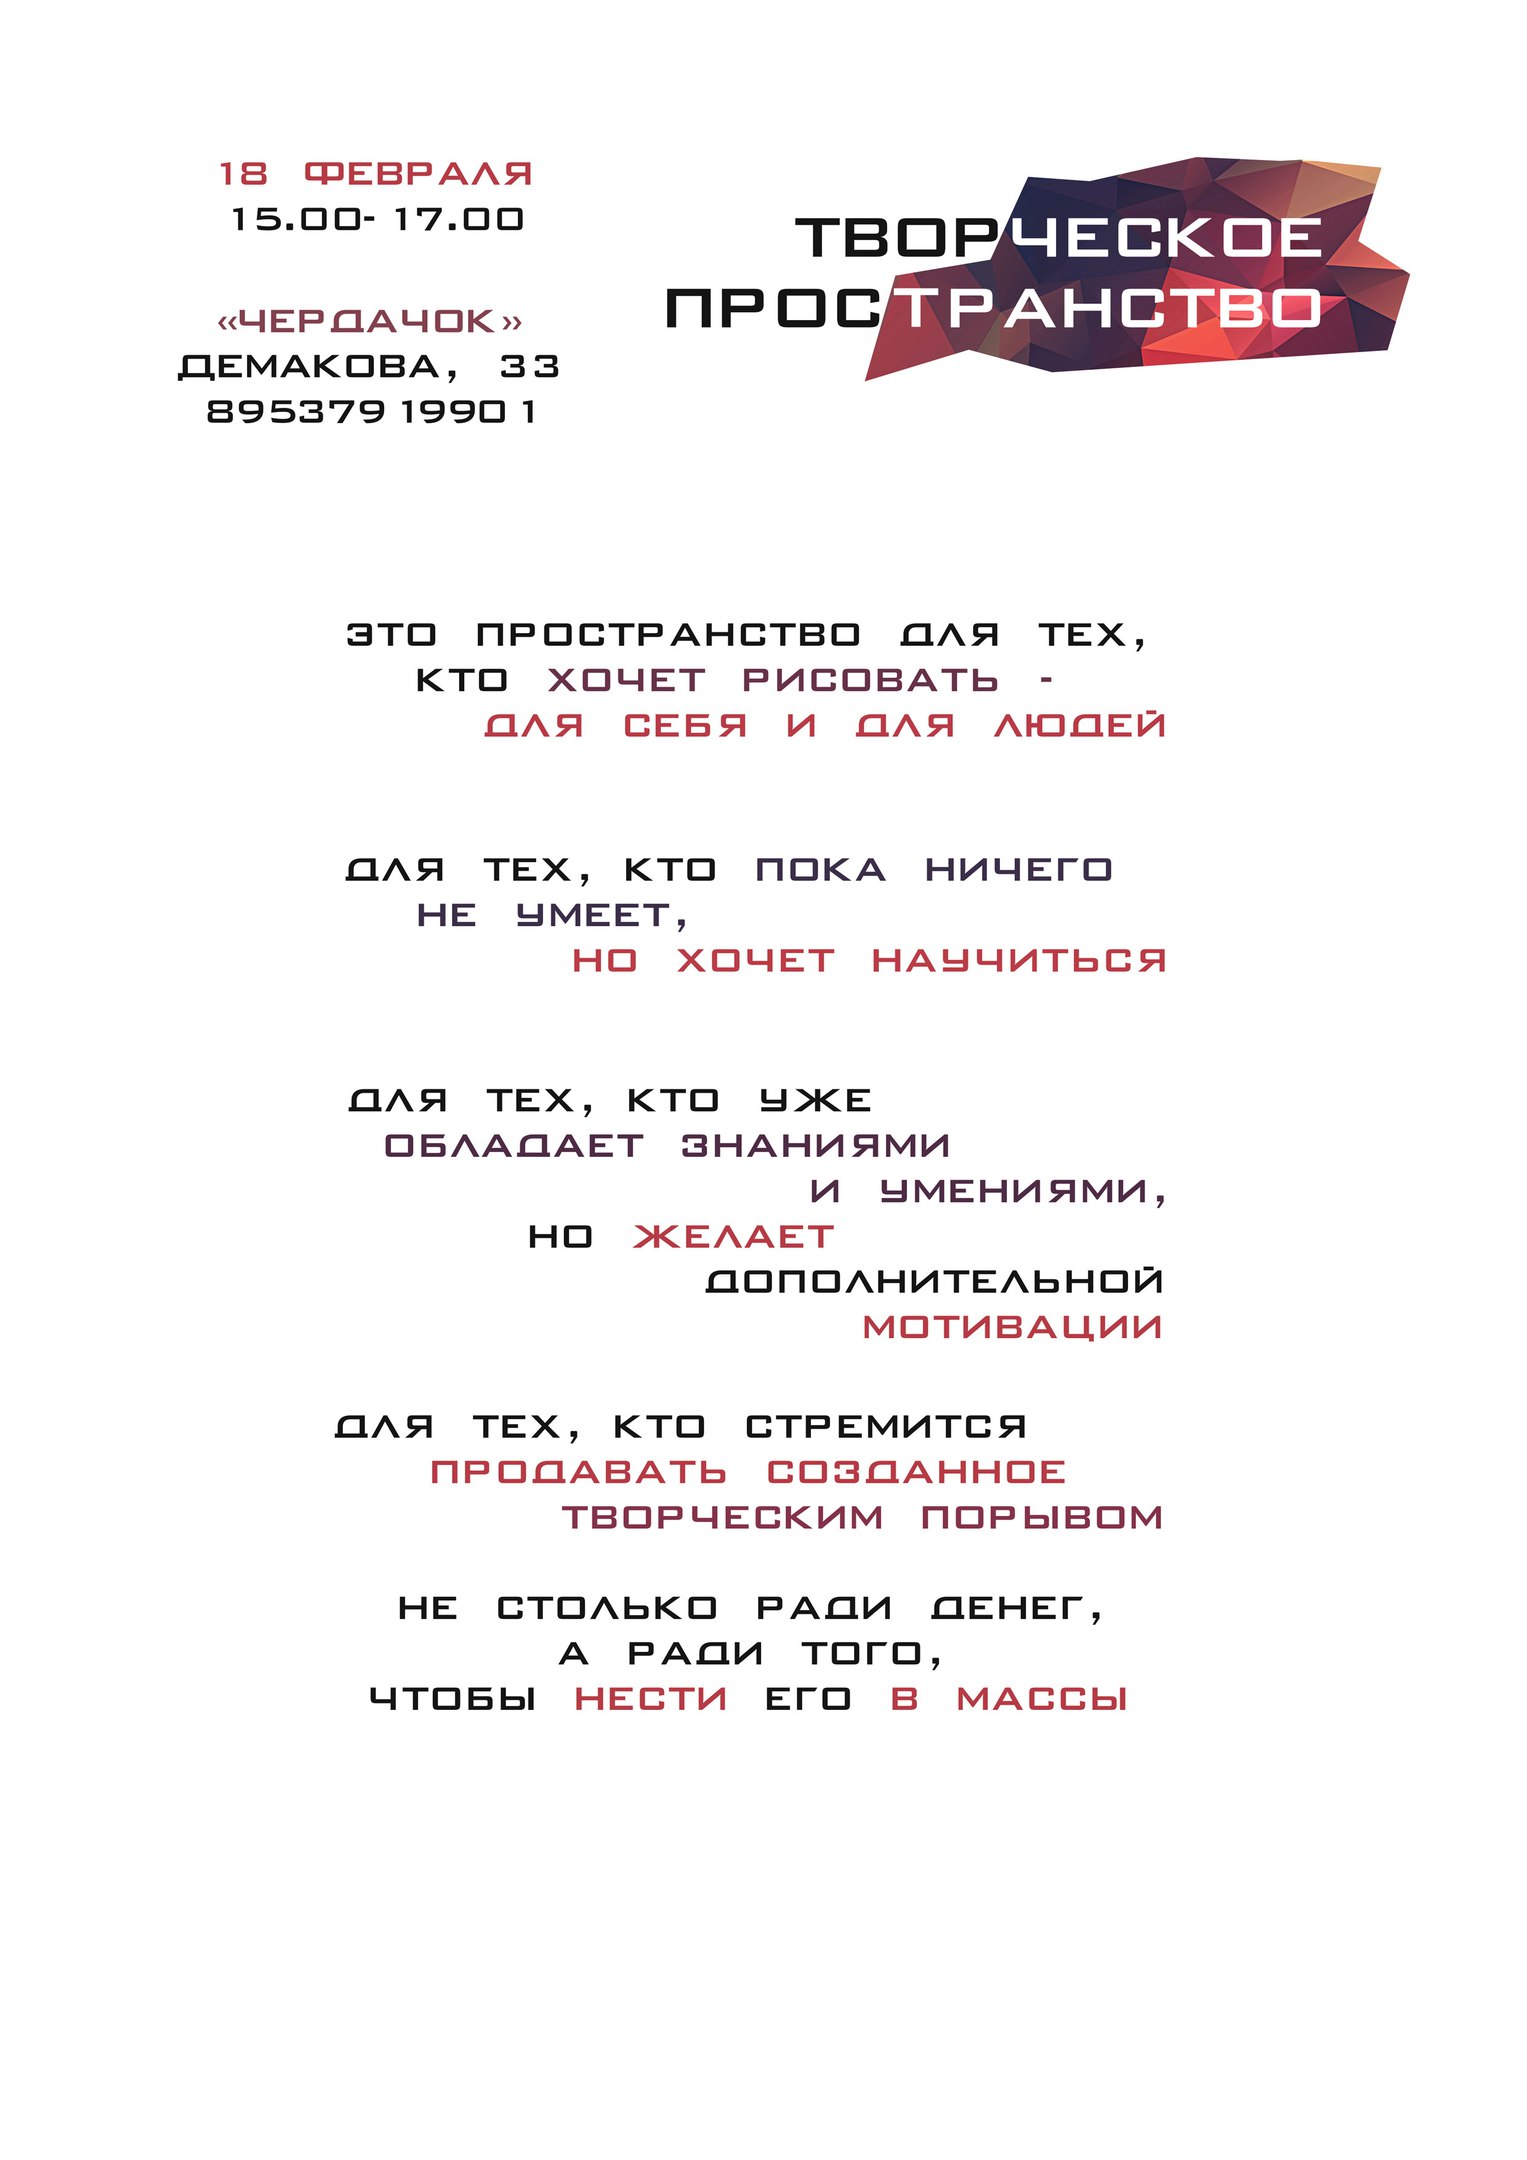 18 ФЕВРАЛЯ
15.00- 17.00
«ЧЕРДАЧОК»
ДЕМАКОВА, 33
89537919901
ТВОРЧЕСКОЕ
ПРОСТРАНСТВО
ЭТО ПРОСТРАНСТВО ДЛЯ ТЕХ,
КТО ХОЧЕТ РИСОВАТЬ -
ДЛЯ СЕБЯ И ДЛЯ ЛЮДЕЙ
ДЛЯ ТЕХ, КТО ПОКА НИЧЕГО
НЕ УМЕЕТ,
НО ХОЧЕТ НАУЧИТЬСЯ
ДЛЯ ТЕХ, КТО УЖЕ
ОБЛАДАЕТ ЗНАНИЯМИ
И УМЕНИЯМИ,
НО ЖЕЛАЕТ
ДОПОЛНИТЕЛЬНОЙ
МОТИВАЦИИ
ДЛЯ ТЕХ, КТО СТРЕМИТСЯ
ПРОДАВАТЬ СОЗДАННОЕ
ТВОРЧЕСКИМ ПОРЫВОМ
НЕ СТОЛЬКО РАДИ ДЕНЕГ,
А РАДИ ТОГО,
ЧТОБЫ НЕСТИ ЕГО В МАССЫ